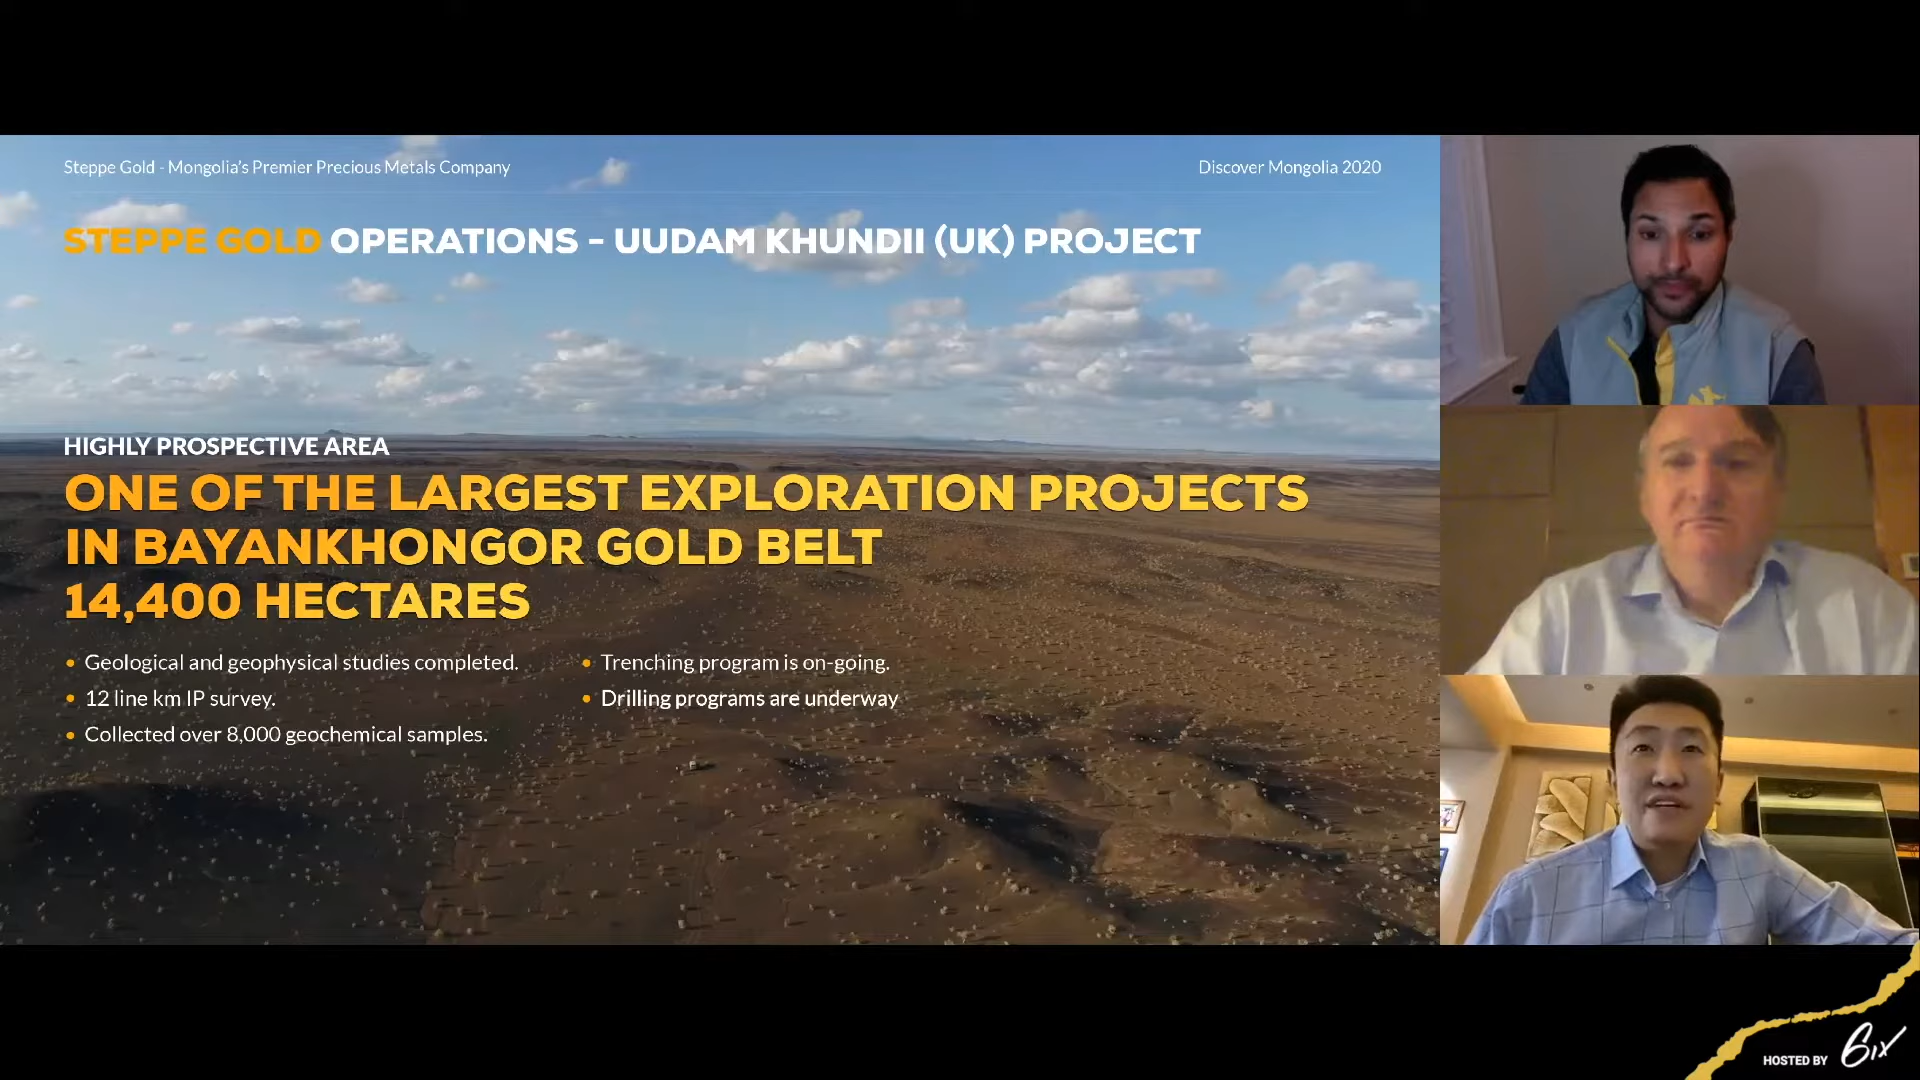 Steppe Gold - Mongolia's Premier Precious Metals Company
Discover Mongolia 2020
STEPPE GOLD OPERATIONS - UUDAM KHUNDII (UK) PROJECT
HIGHLY PROSPECTIVE AREA
ONE OF THE LARGEST EXPLORATION PROJECTS
IN BAYANKHONGOR GOLD BELT
14,400 HECTARES
• Geological and geophysical studies completed.
• 12 line km IP survey.
• Collected over 8,000 geochemical samples.
• Trenching program is on-going.
• Drilling programs are underway
HOSTED BY 6ix